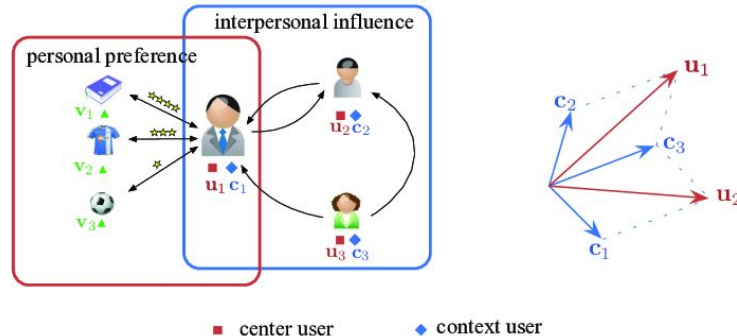 interpersonal influence
personal preference
v₁
v₂
v₃
u₁ c₁
u₂ c₂
u₃ c₃
u₁
c₂
c₃
u₂
c₁
center user
context user